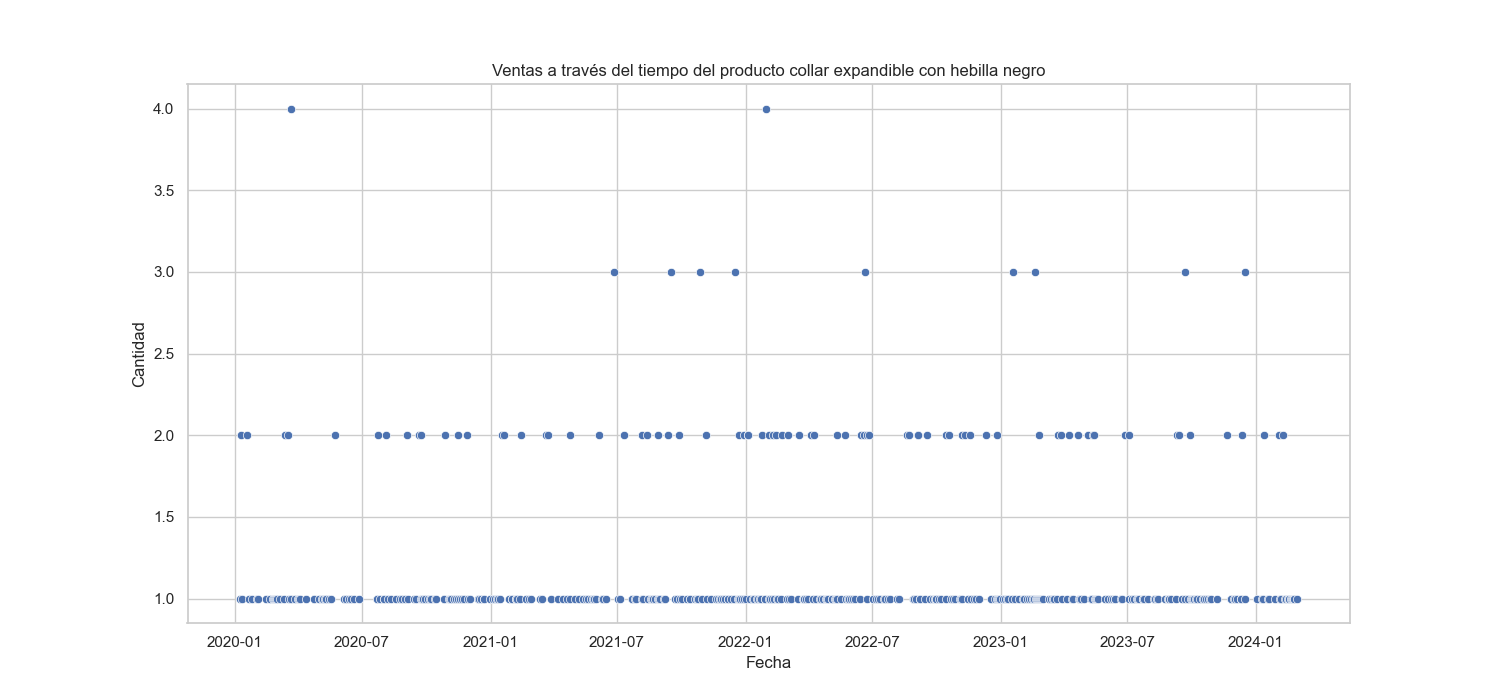 Ventas a través del tiempo del producto collar expandible con hebilla negro
4.0
3.5
3.0
2.5
2.0
1.5
1.0
Cantidad
2020-01 2020-07 2021-01 2021-07 2022-01 2022-07 2023-01 2023-07 2024-01
Fecha